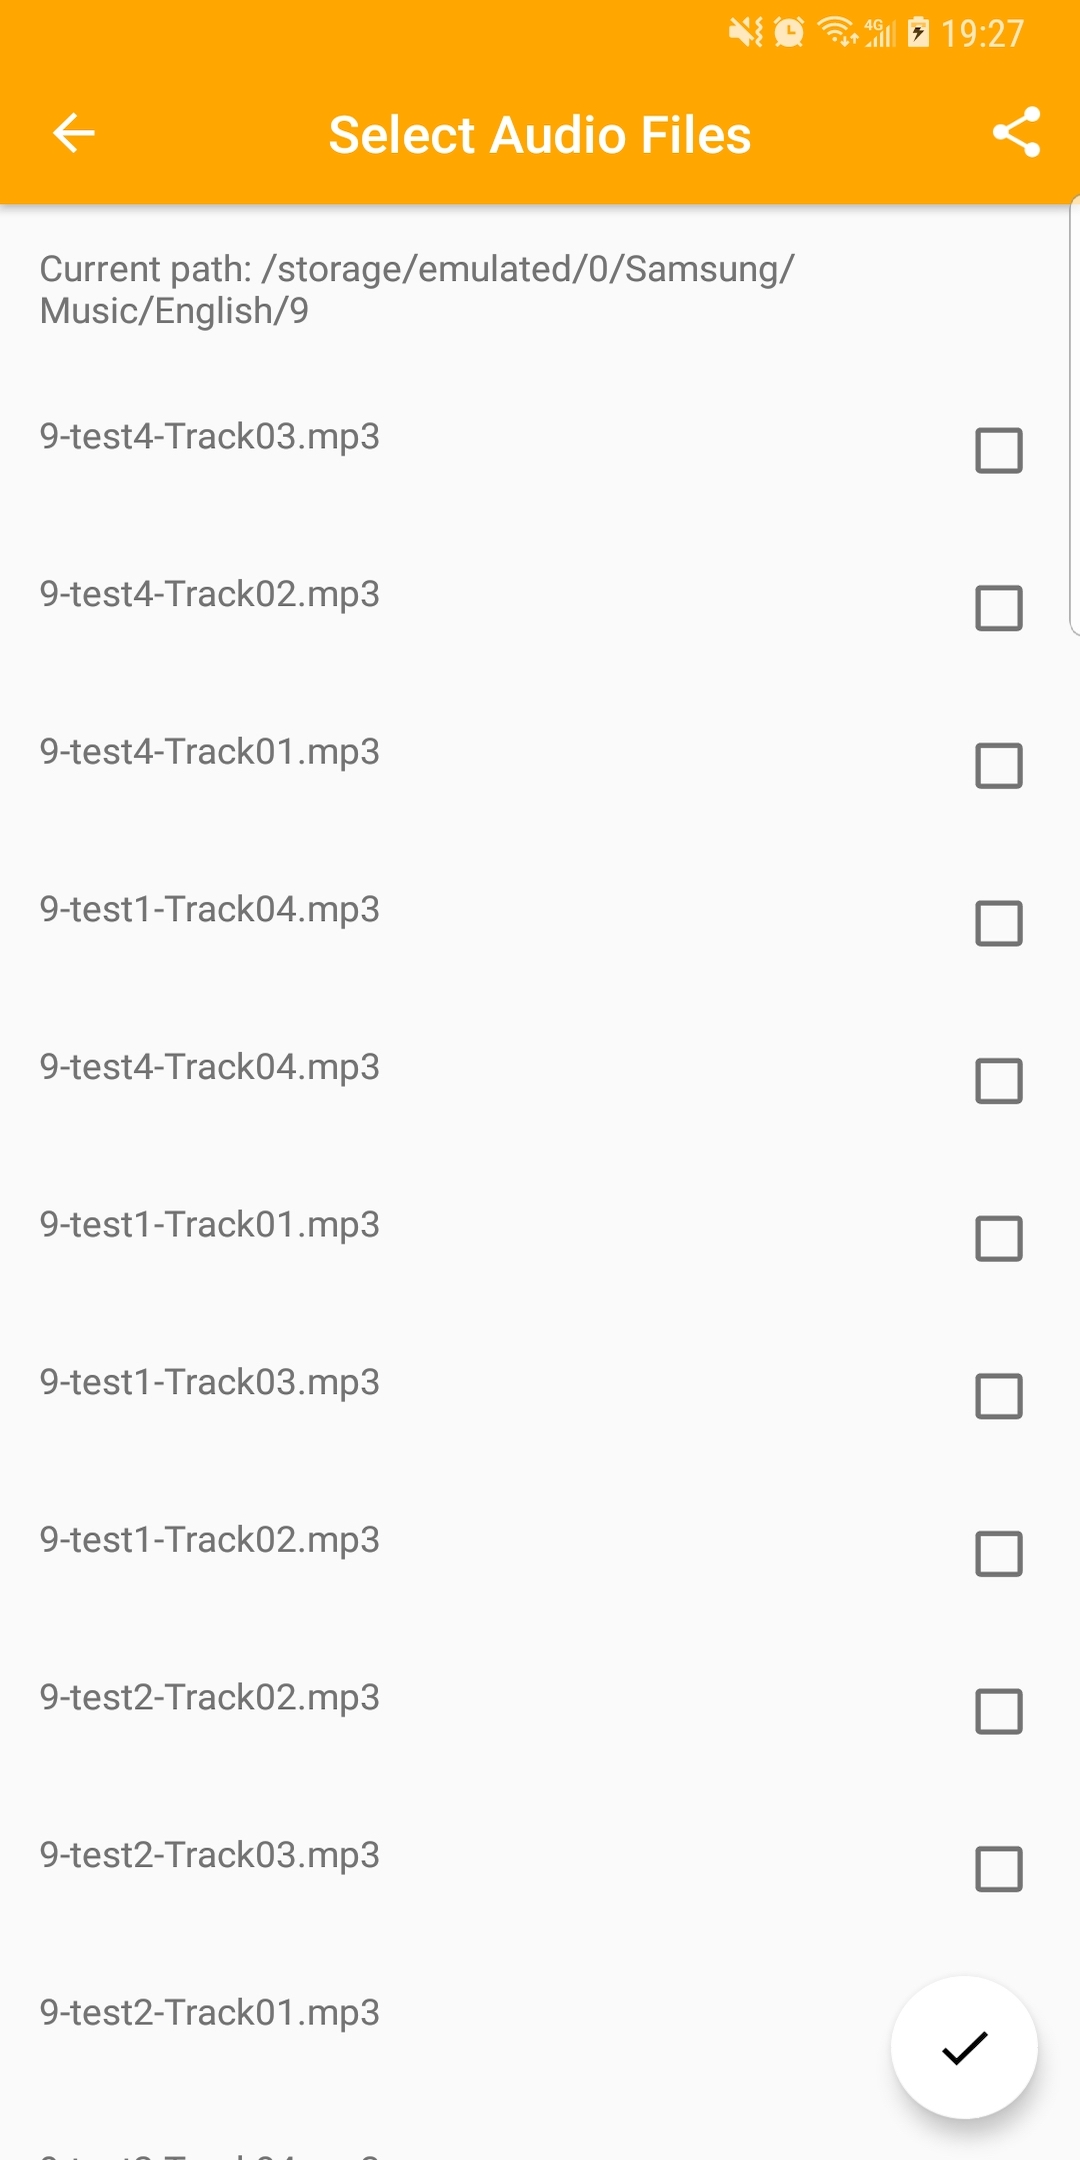 4G 19:27
Select Audio Files
Current path: /storage/emulated/0/Samsung/
Music/English/9
9-test4-Track03.mp3
9-test4-Track02.mp3
9-test4-Track01.mp3
9-test1-Track04.mp3
9-test4-Track04.mp3
9-test1-Track01.mp3
9-test1-Track03.mp3
9-test1-Track02.mp3
9-test2-Track02.mp3
9-test2-Track03.mp3
9-test2-Track01.mp3